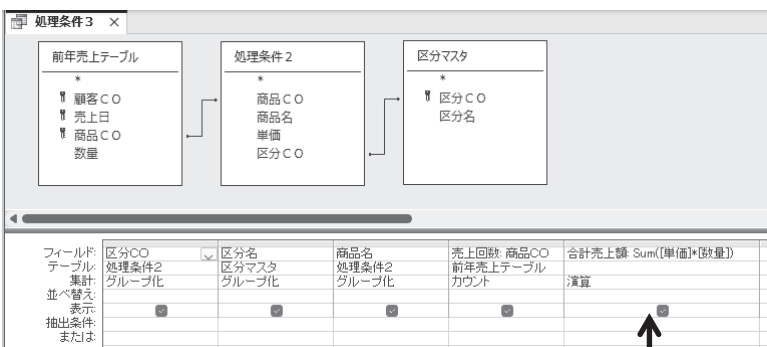 処理条件３ ×
前年売上テーブル
*
顧客ＣＯ
売上日
商品ＣＯ
数量
処理条件２
*
商品ＣＯ
商品名
単価
区分ＣＯ
区分マスタ
*
区分ＣＯ
区分名
フィールド: 区分CO 区分名 商品名 売上回数: 商品CO 合計売上額: Sum([単価]*[数量])
テーブル: 処理条件2 区分マスタ 処理条件2 前年売上テーブル
集計: グループ化 グループ化 グループ化 カウント 演算
並べ替え:
表示:
抽出条件:
または: